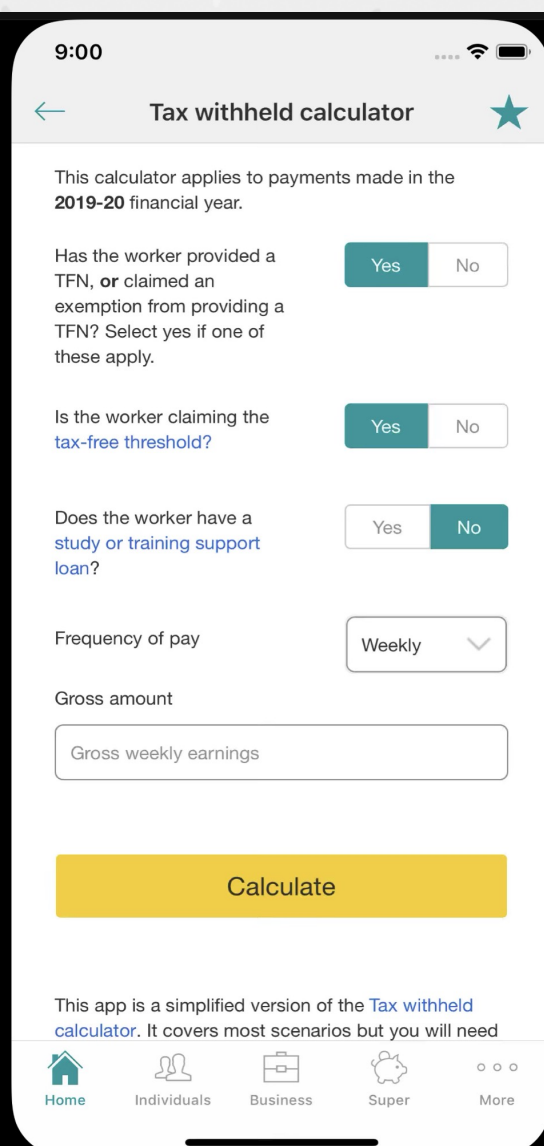 9:00
Tax withheld calculator
This calculator applies to payments made in the
2019-20 financial year.
Has the worker provided a
TFN, or claimed an
exemption from providing a
TFN? Select yes if one of
these apply.
Yes No
Is the worker claiming the
tax-free threshold?
Yes No
Does the worker have a
study or training support
loan?
Yes No
Frequency of pay
Weekly
Gross amount
Gross weekly earnings
Calculate
This app is a simplified version of the Tax withheld
calculator. It covers most scenarios but you will need
Home Individuals Business Super More